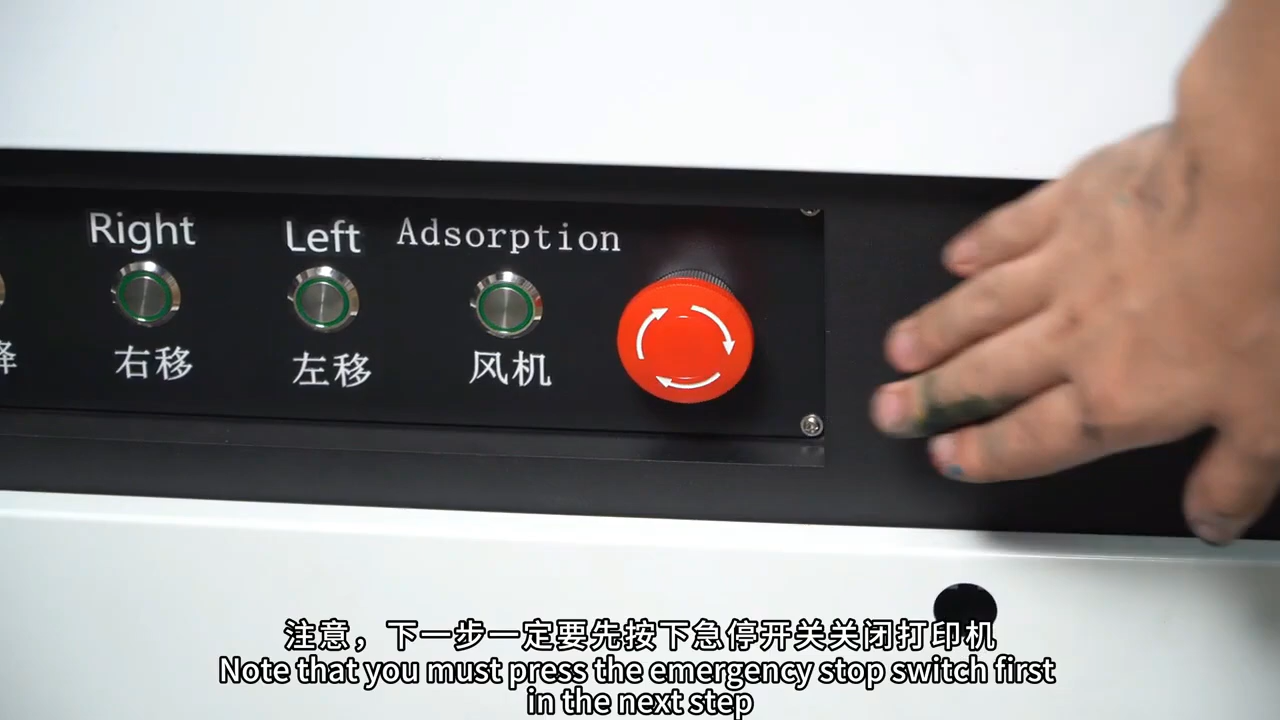 Right
Left
Adsorption
降
右移
左移
风机
注意，下一步一定要先按下急停开关关闭打印机
Note that you must press the emergency stop switch first
in the next step